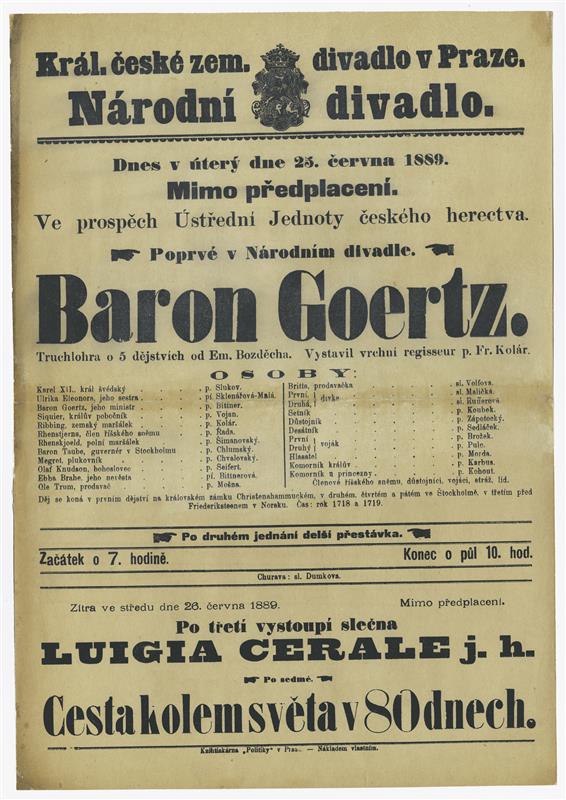 Král. české zem. divadlo v Praze.
Národní divadlo.
Dnes v úterý dne 25. června 1889.
Mimo předplacení.
Ve prospěch Ústřední Jednoty českého herectva.
Poprvé v Národním divadle.
Baron Goertz.
Truchlohra o 5 dějstvích od Em. Bozděcha. Vystavil vrchní regisseur p. Fr. Kolár.
OSOBY:
Karel XII., král švédský p. Slukov.
Ulrika Eleonora, jeho sestra pí Sklenářová-Malá.
Baron Goertz, jeho ministr p. Bittner.
Siquier, králův pobočník p. Vojan.
Ribbing, zemský maršálek p. Kolár.
Rhenstjerna, člen říšského sněmu p. Řada.
Rhenskjoeld, polní maršálek p. Šimanovský.
Baron Taube, guvernér v Stockholmu p. Chlumský.
Megret, plukovník p. Chvalovský.
Olaf Knudson, bohoslovec p. Seifert.
Ebba Brahe, jeho nevěsta pí. Bittnerová.
Ole Trum, prodavač p. Mošna.
Britta, prodavačka sl. Volfova.
První, dívka sl. Malička.
Druhá, sl. Rufferova
Setník p. Koubek.
Důstojník p. Zápotocký.
Desátník p. Sedláček.
První voják p. Brožek.
Druhý p. Pulc.
Hlasatel p. Morda.
Komorník králův p. Karbus.
Komorník u princezny p. Kohout.
Členové říšského sněmu, důstojníci, vojáci, stráž, lid.
Děj se koná v prvním dějství na královském zámku Christenahammuckém, v druhém, čtvrtém a pátém ve Stockholmě, v třetím před
Friederiksteenem v Norsku. Čas: rok 1718 a 1719.
Po druhém jednání delší přestávka.
Začátek o 7. hodině. Konec o půl 10. hod.
Churava: sl. Dumkova.
Zítra ve středu dne 26. června 1889. Mimo předplacení.
Po třetí vystoupí slečna
LUIGIA CERALE j. h.
Po sedmé.
Cesta kolem světa v 80 dnech.
Knihtiskárna „Politiky“ v Praze. — Nákladem vlastním.